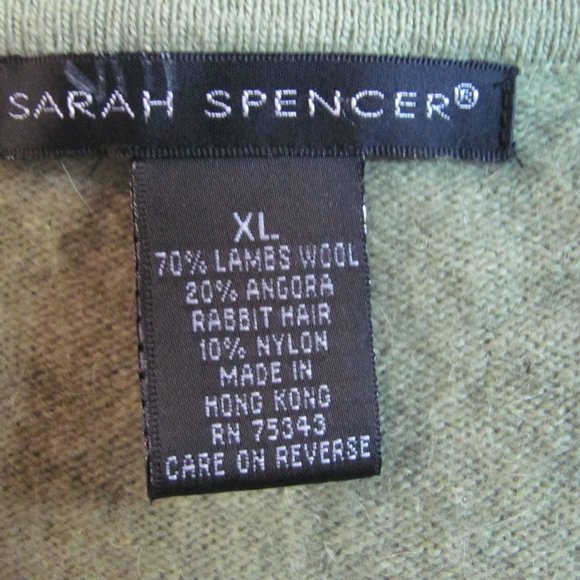 SARAH SPENCER®
XL
70% LAMBS WOOL
20% ANGORA
RABBIT HAIR
10% NYLON
MADE IN
HONG KONG
RN 75343
CARE ON REVERSE